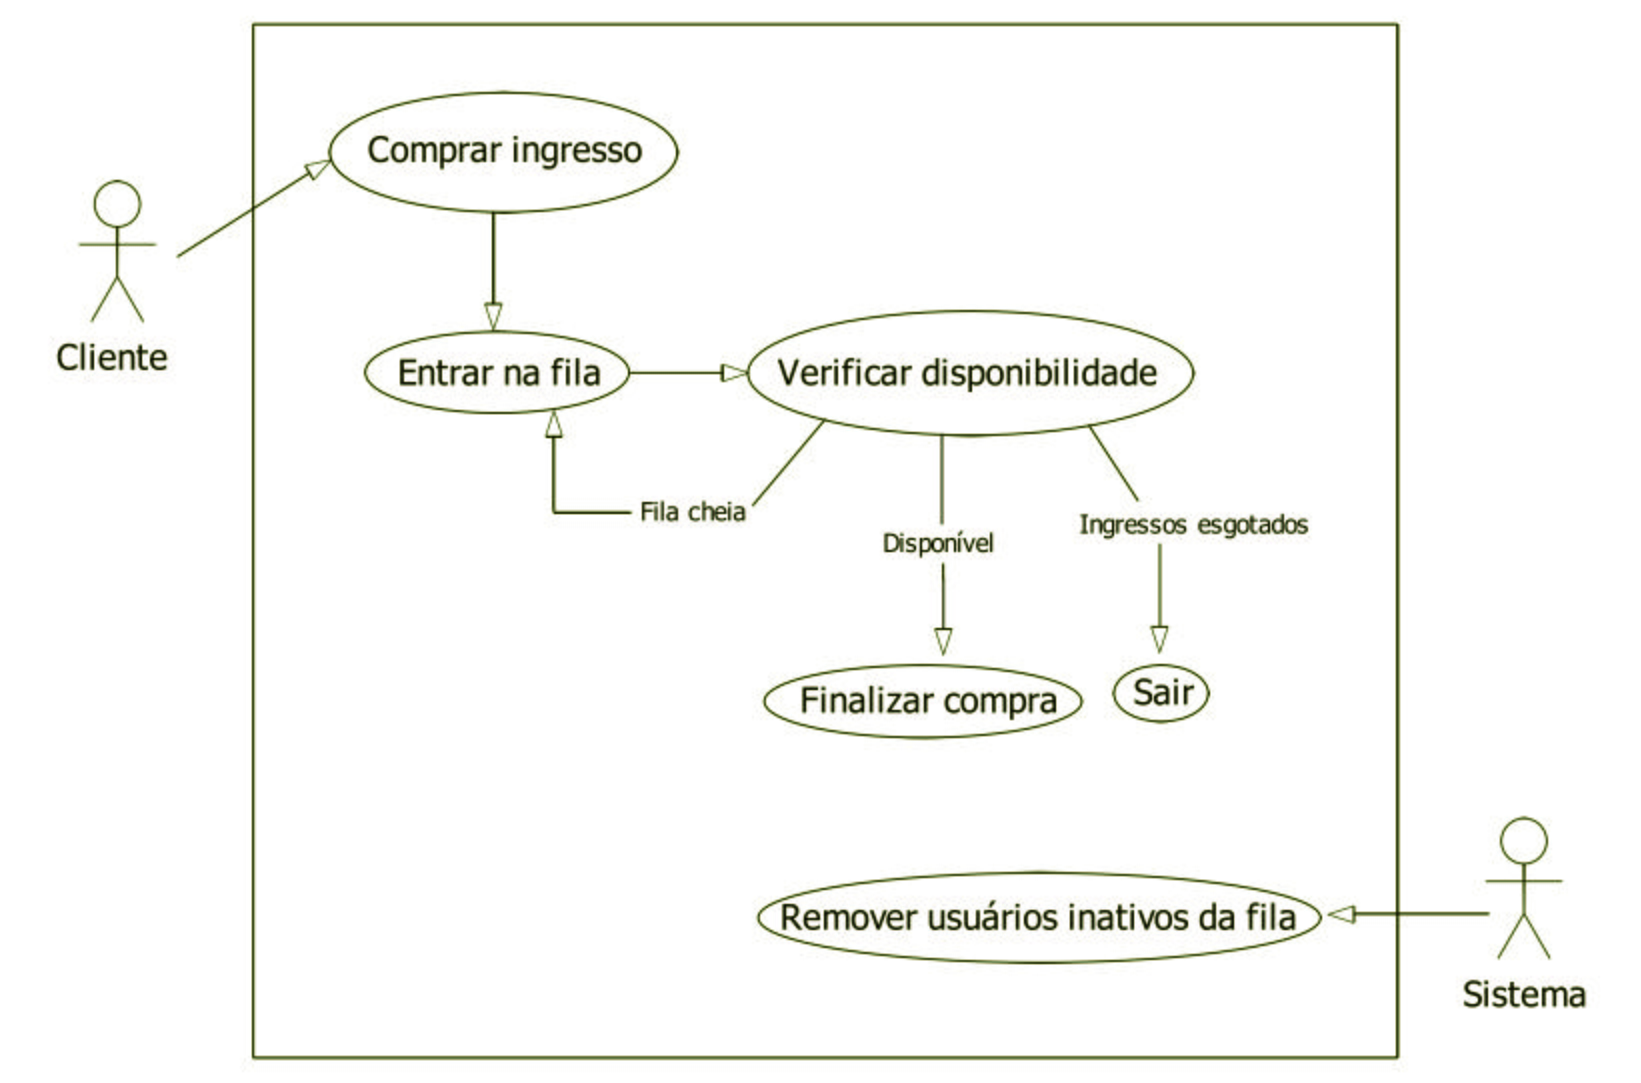 Comprar ingresso
Cliente
Entrar na fila
Verificar disponibilidade
Fila cheia
Disponível
Ingressos esgotados
Finalizar compra
Sair
Remover usuários inativos da fila
Sistema